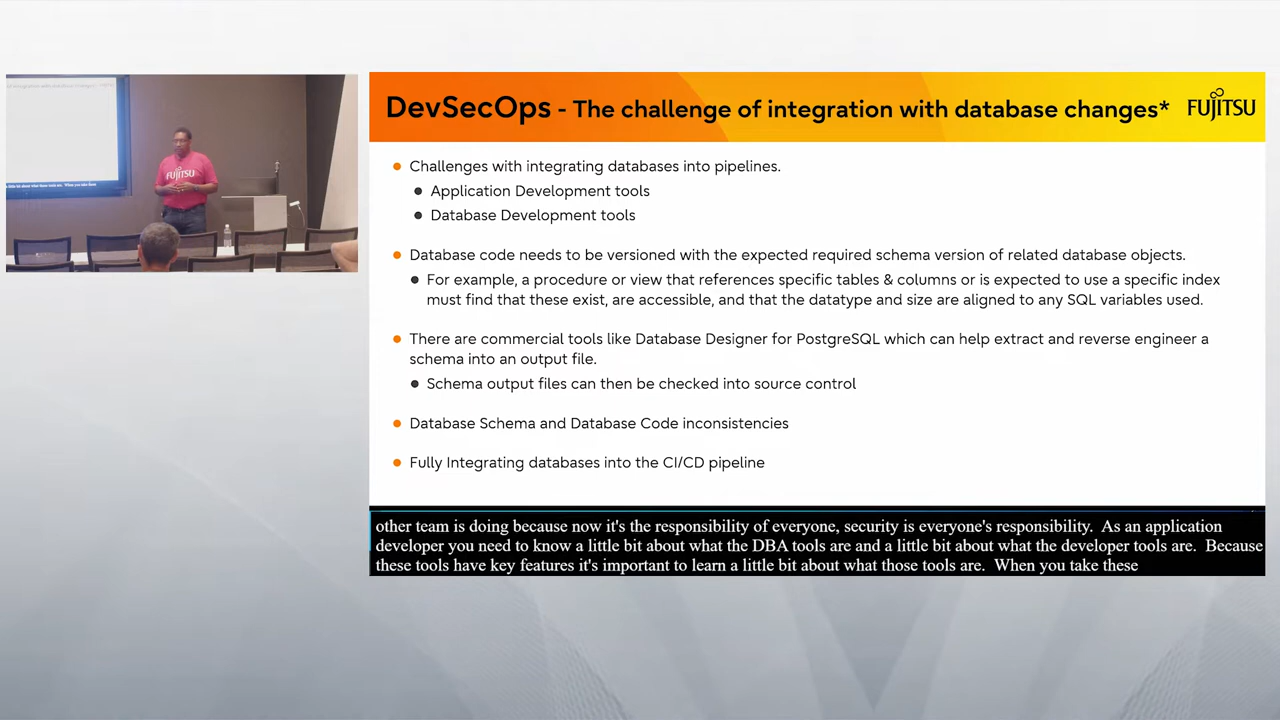 DevSecOps - The challenge of integration with database changes*
FUJITSU
Challenges with integrating databases into pipelines.
Application Development tools
Database Development tools
Database code needs to be versioned with the expected required schema version of related database objects.
For example, a procedure or view that references specific tables & columns or is expected to use a specific index
must find that these exist, are accessible, and that the datatype and size are aligned to any SQL variables used.
There are commercial tools like Database Designer for PostgreSQL which can help extract and reverse engineer a
schema into an output file.
Schema output files can then be checked into source control
Database Schema and Database Code inconsistencies
Fully Integrating databases into the CI/CD pipeline
other team is doing because now it's the responsibility of everyone, security is everyone's responsibility. As an application
developer you need to know a little bit about what the DBA tools are and a little bit about what the developer tools are. Because
these tools have key features it's important to learn a little bit about what those tools are. When you take these
FUJITSU